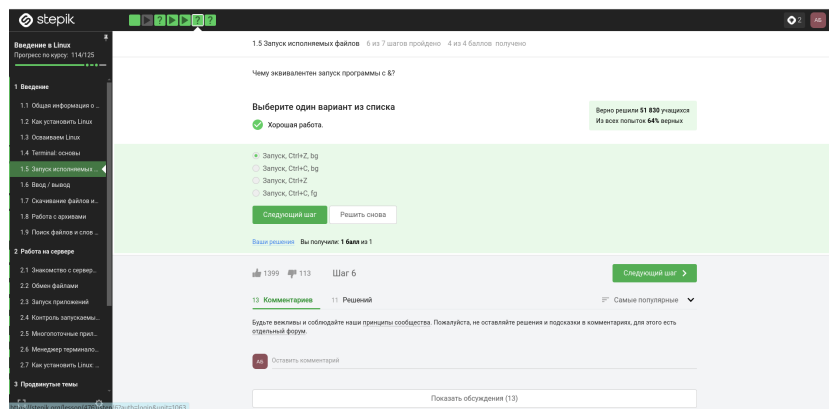 stepik
2
АБ
Введение в Linux
Прогресс по курсу: 114/125
1 Введение
1.1 Общая информация о ...
1.2 Как установить Linux
1.3 Осваиваем Linux
1.4 Terminal: основы
1.5 Запуск исполняемых ...
1.6 Ввод / вывод
1.7 Скачивание файлов и...
1.8 Работа с архивами
1.9 Поиск файлов и слов ...
2 Работа на сервере
2.1 Знакомство с сервер...
2.2 Обмен файлами
2.3 Запуск приложений
2.4 Контроль запускаемы...
2.5 Многопоточные прил...
2.6 Менеджер терминало...
2.7 Как установить Linux: ...
3 Продвинутые темы
1.5 Запуск исполняемых файлов 6 из 7 шагов пройдено 4 из 4 баллов получено
Чему эквивалентен запуск программы с &?
Выберите один вариант из списка
Хорошая работа.
Верно решили 51 830 учащихся
Из всех попыток 64% верных
Запуск, Ctrl+Z, bg
Запуск, Ctrl+C, bg
Запуск, Ctrl+Z
Запуск, Ctrl+C, fg
Следующий шаг Решить снова
Ваши решения Вы получили: 1 балл из 1
1399 113 Шаг 6 Следующий шаг
13 Комментариев 11 Решений Самые популярные
Будьте вежливы и соблюдайте наши принципы сообщества. Пожалуйста, не оставляйте решения и подсказки в комментариях, для этого есть
отдельный форум.
АБ Оставить комментарий
Показать обсуждения (13)